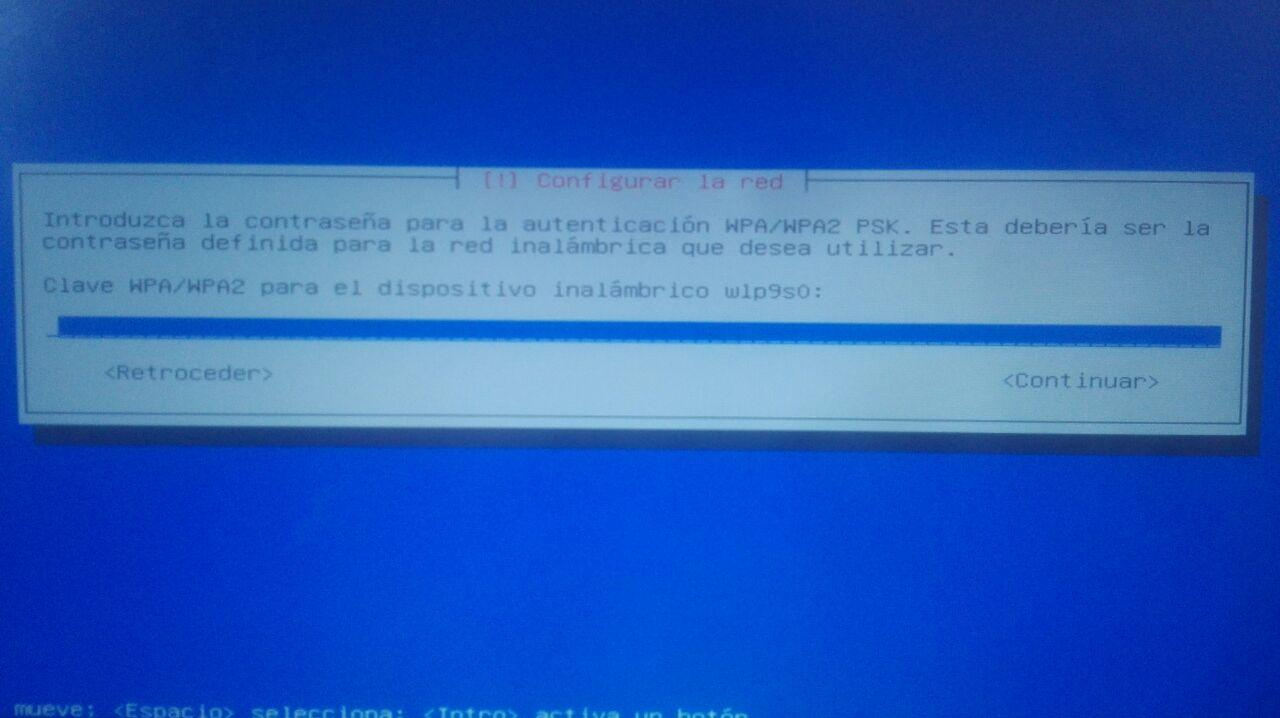 [!] Configurar la red
Introduzca la contraseña para la autenticación WPA/WPA2 PSK. Esta debería ser la
contraseña definida para la red inalámbrica que desea utilizar.
Clave WPA/WPA2 para el dispositivo inalámbrico wlp9s0:
<Retroceder> <Continuar>
mueve; <Espacio> selecciona; <Intro> activa un botón